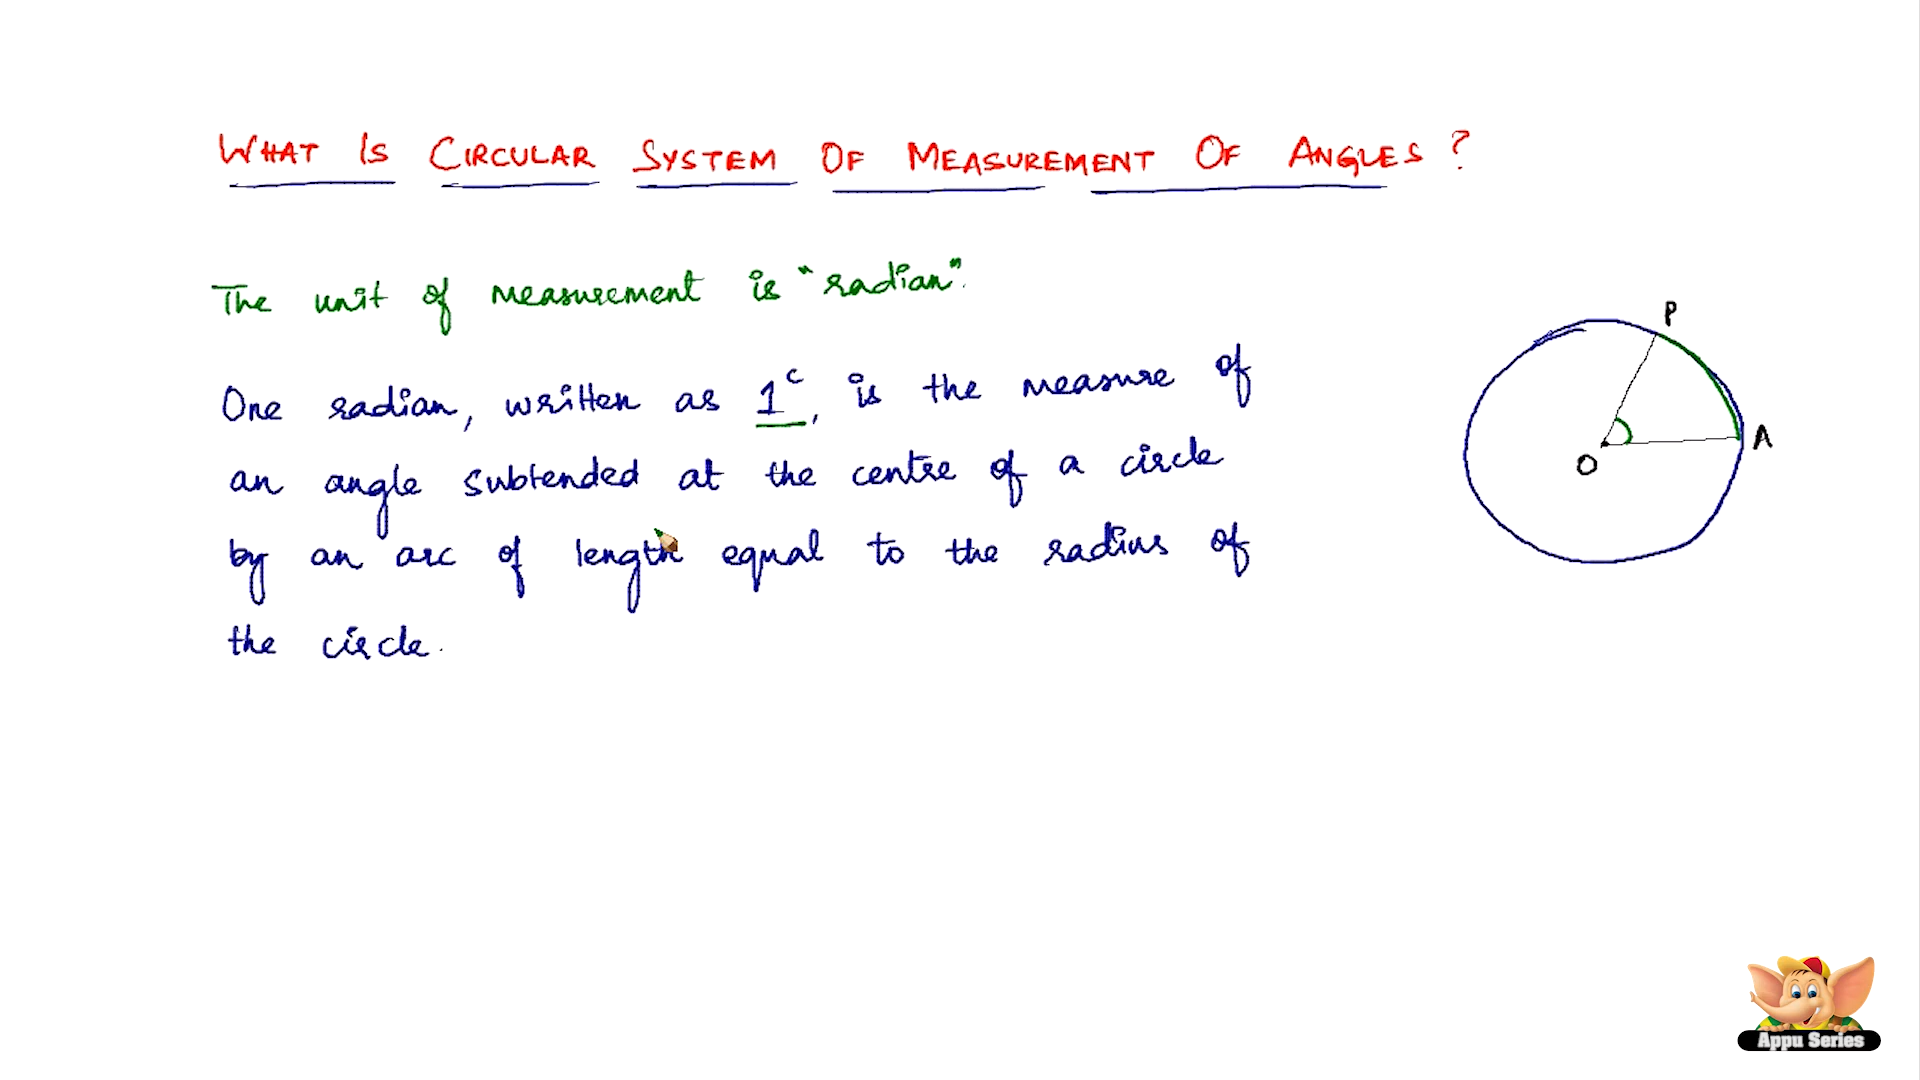 WHAT IS CIRCULAR SYSTEM OF MEASUREMENT OF ANGLES?
The unit of measurement is "radian".
One radian, written as 1ᶜ, is the measure of
an angle subtended at the centre of a circle
by an arc of length equal to the radius of
the circle.
P
A
O
Appu Series